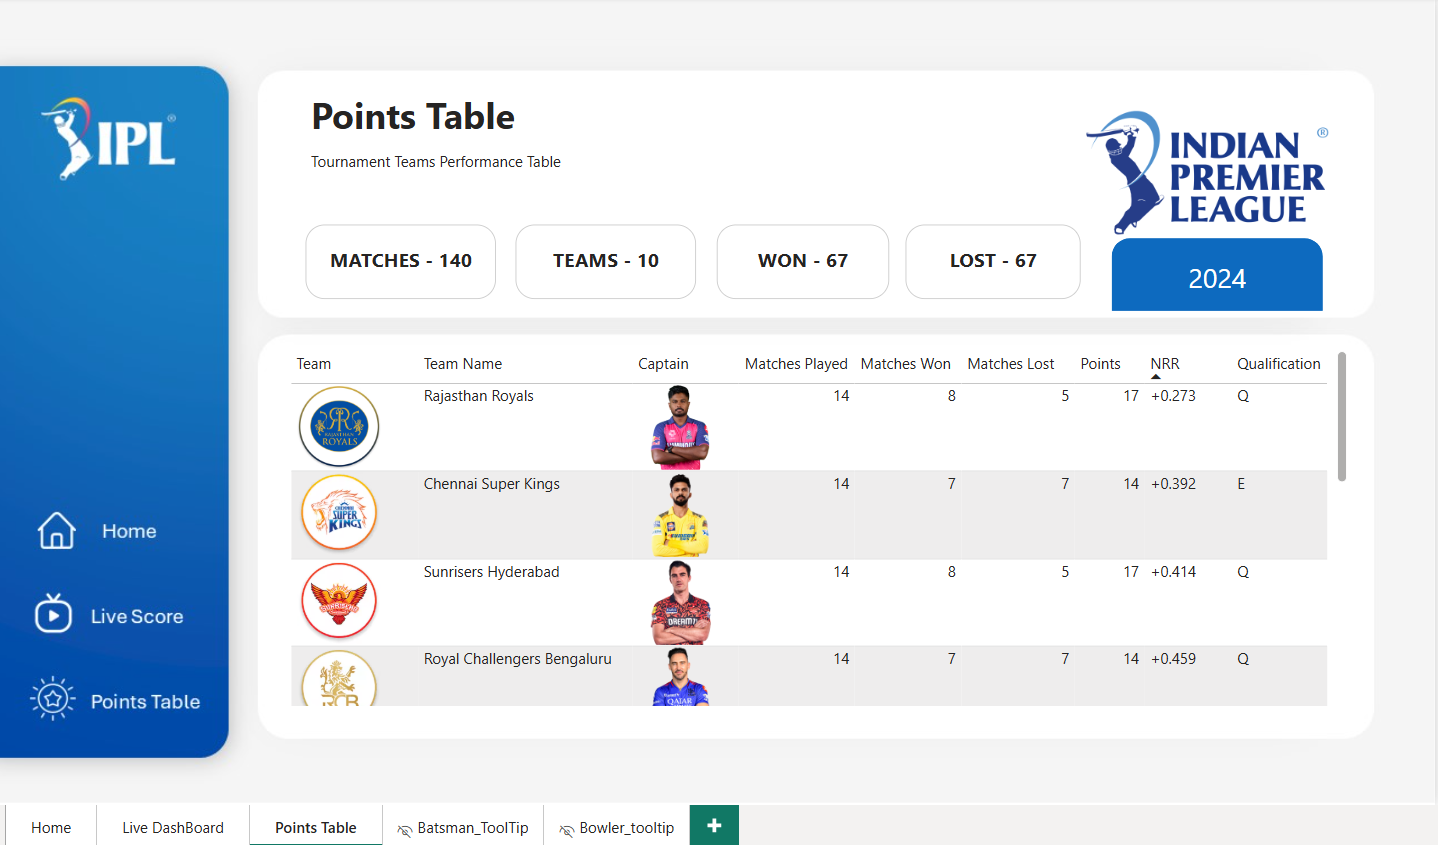 IPL®
Points Table
Tournament Teams Performance Table
INDIAN ®
PREMIER
LEAGUE
MATCHES - 140
TEAMS - 10
WON - 67
LOST - 67
2024
Team Team Name Captain Matches Played Matches Won Matches Lost Points NRR Qualification
RAJASTHAN
ROYALS
Rajasthan Royals 14 8 5 17 +0.273 Q
CHENNAI
SUPER
KINGS
Chennai Super Kings 14 7 7 14 +0.392 E
SUNRISERS
Sunrisers Hyderabad 14 8 5 17 +0.414 Q
DREAM11
Royal Challengers Bengaluru 14 7 7 14 +0.459 Q
QATAR
Home
Live Score
Points Table
Home Live DashBoard Points Table Batsman_ToolTip Bowler_tooltip +